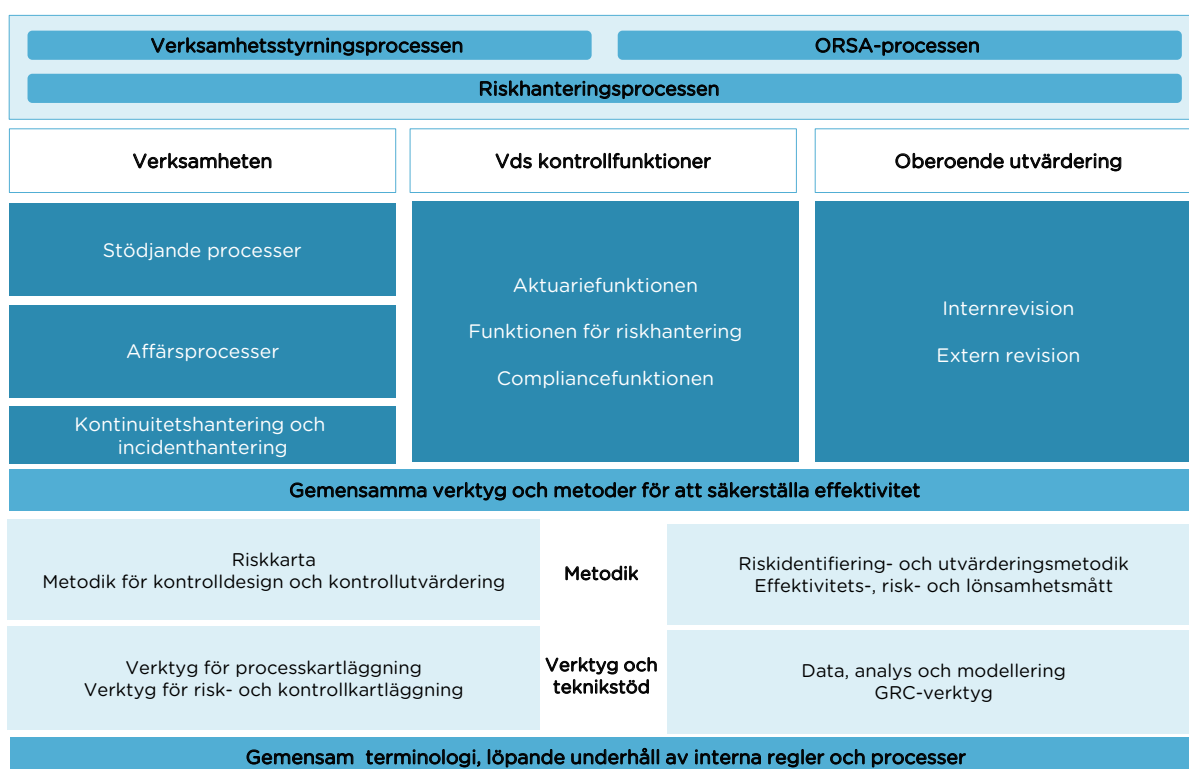 Verksamhetsstyrningsprocessen
ORSA-processen
Riskhanteringsprocessen
Verksamheten
Vds kontrollfunktioner
Oberoende utvärdering
Stödjande processer
Affärsprocesser
Kontinuitetshantering och
incidenthantering
Aktuariefunktionen
Funktionen för riskhantering
Compliancefunktionen
Internrevision
Extern revision
Gemensamma verktyg och metoder för att säkerställa effektivitet
Riskkarta
Metodik för kontrolldesign och kontrollutvärdering
Metodik
Riskidentifiering- och utvärderingsmetodik
Effektivitets-, risk- och lönsamhetsmått
Verktyg för processkartläggning
Verktyg för risk- och kontrollkartläggning
Verktyg och
teknikstöd
Data, analys och modellering
GRC-verktyg
Gemensam terminologi, löpande underhåll av interna regler och processer